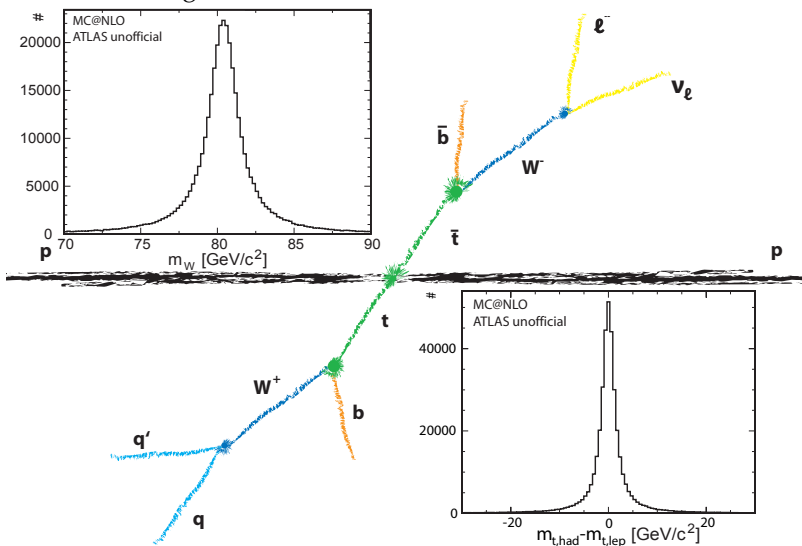 #
MC@NLO
ATLAS unofficial
20000
15000
10000
5000
0
70 75 80 85 90
m_W [GeV/c²]
ℓ⁻
ν_ℓ
b̄
W⁻
t̄
p p
t
W⁺
b
q'
q
#
MC@NLO
ATLAS unofficial
40000
20000
0
-20 0 20
m_t,had-m_t,lep [GeV/c²]